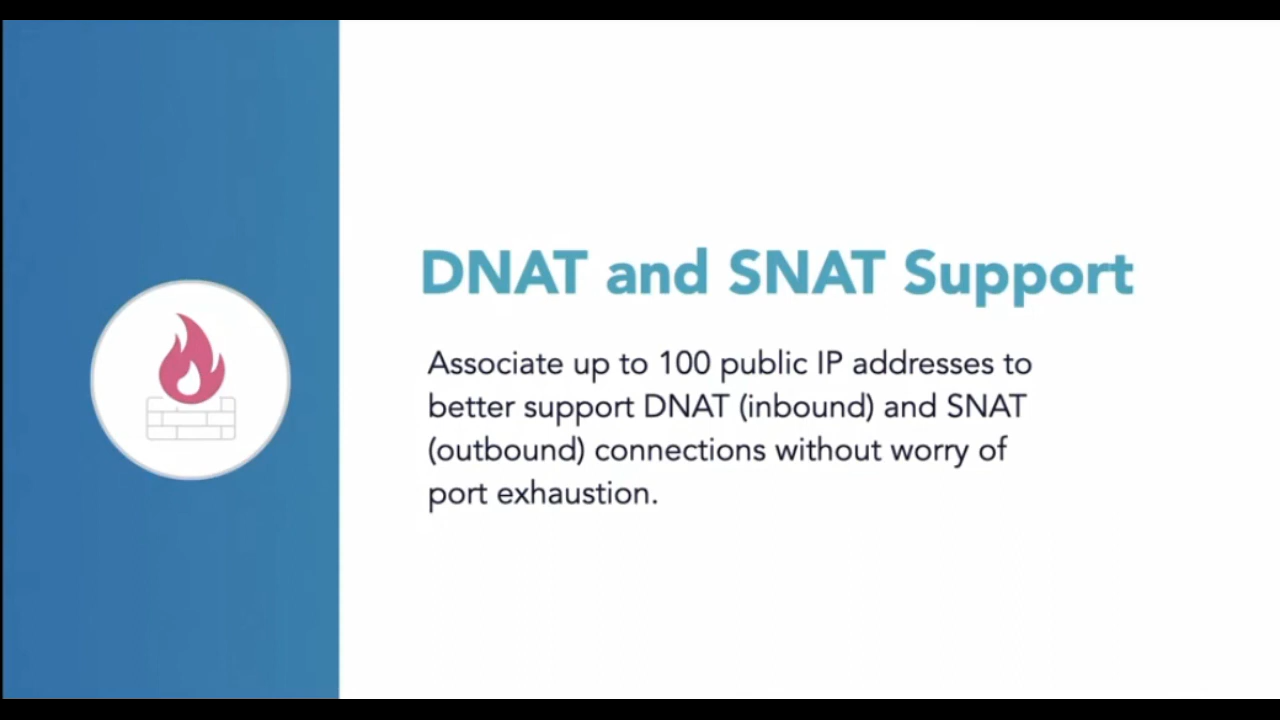 DNAT and SNAT Support
Associate up to 100 public IP addresses to
better support DNAT (inbound) and SNAT
(outbound) connections without worry of
port exhaustion.